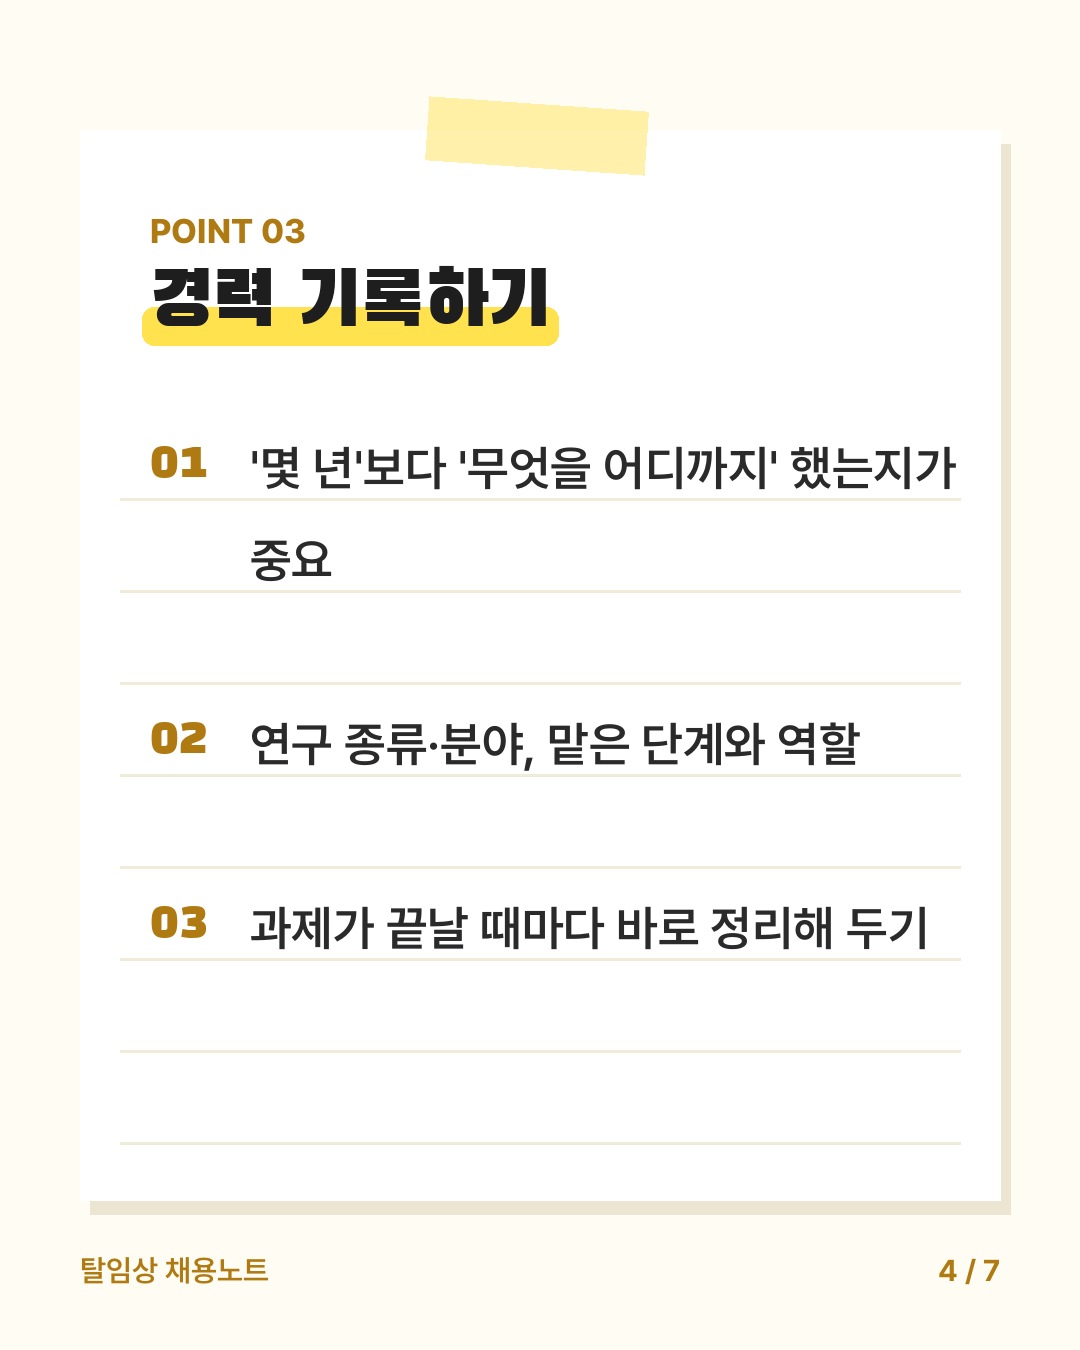 POINT 03
경력 기록하기
01 '몇 년'보다 '무엇을 어디까지' 했는지가
중요
02 연구 종류·분야, 맡은 단계와 역할
03 과제가 끝날 때마다 바로 정리해 두기
탈임상 채용노트
4 / 7